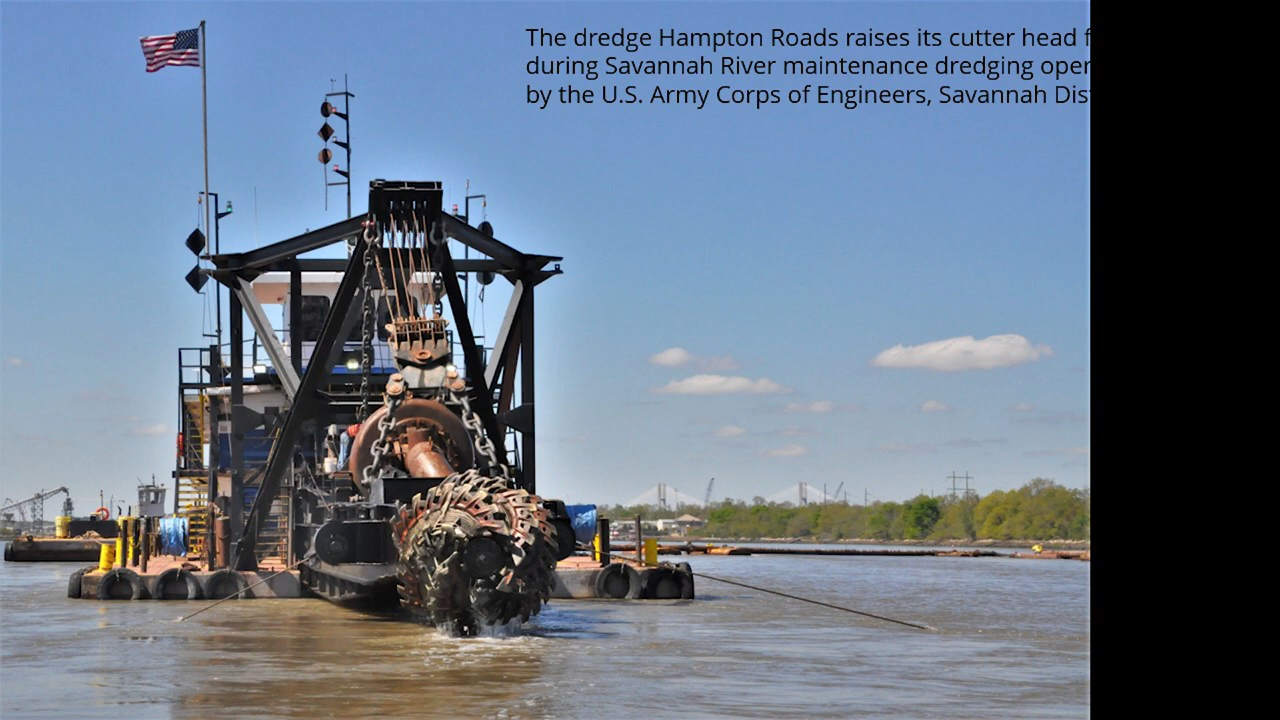 The dredge Hampton Roads raises its cutter head
during Savannah River maintenance dredging
by the U.S. Army Corps of Engineers, Savannah